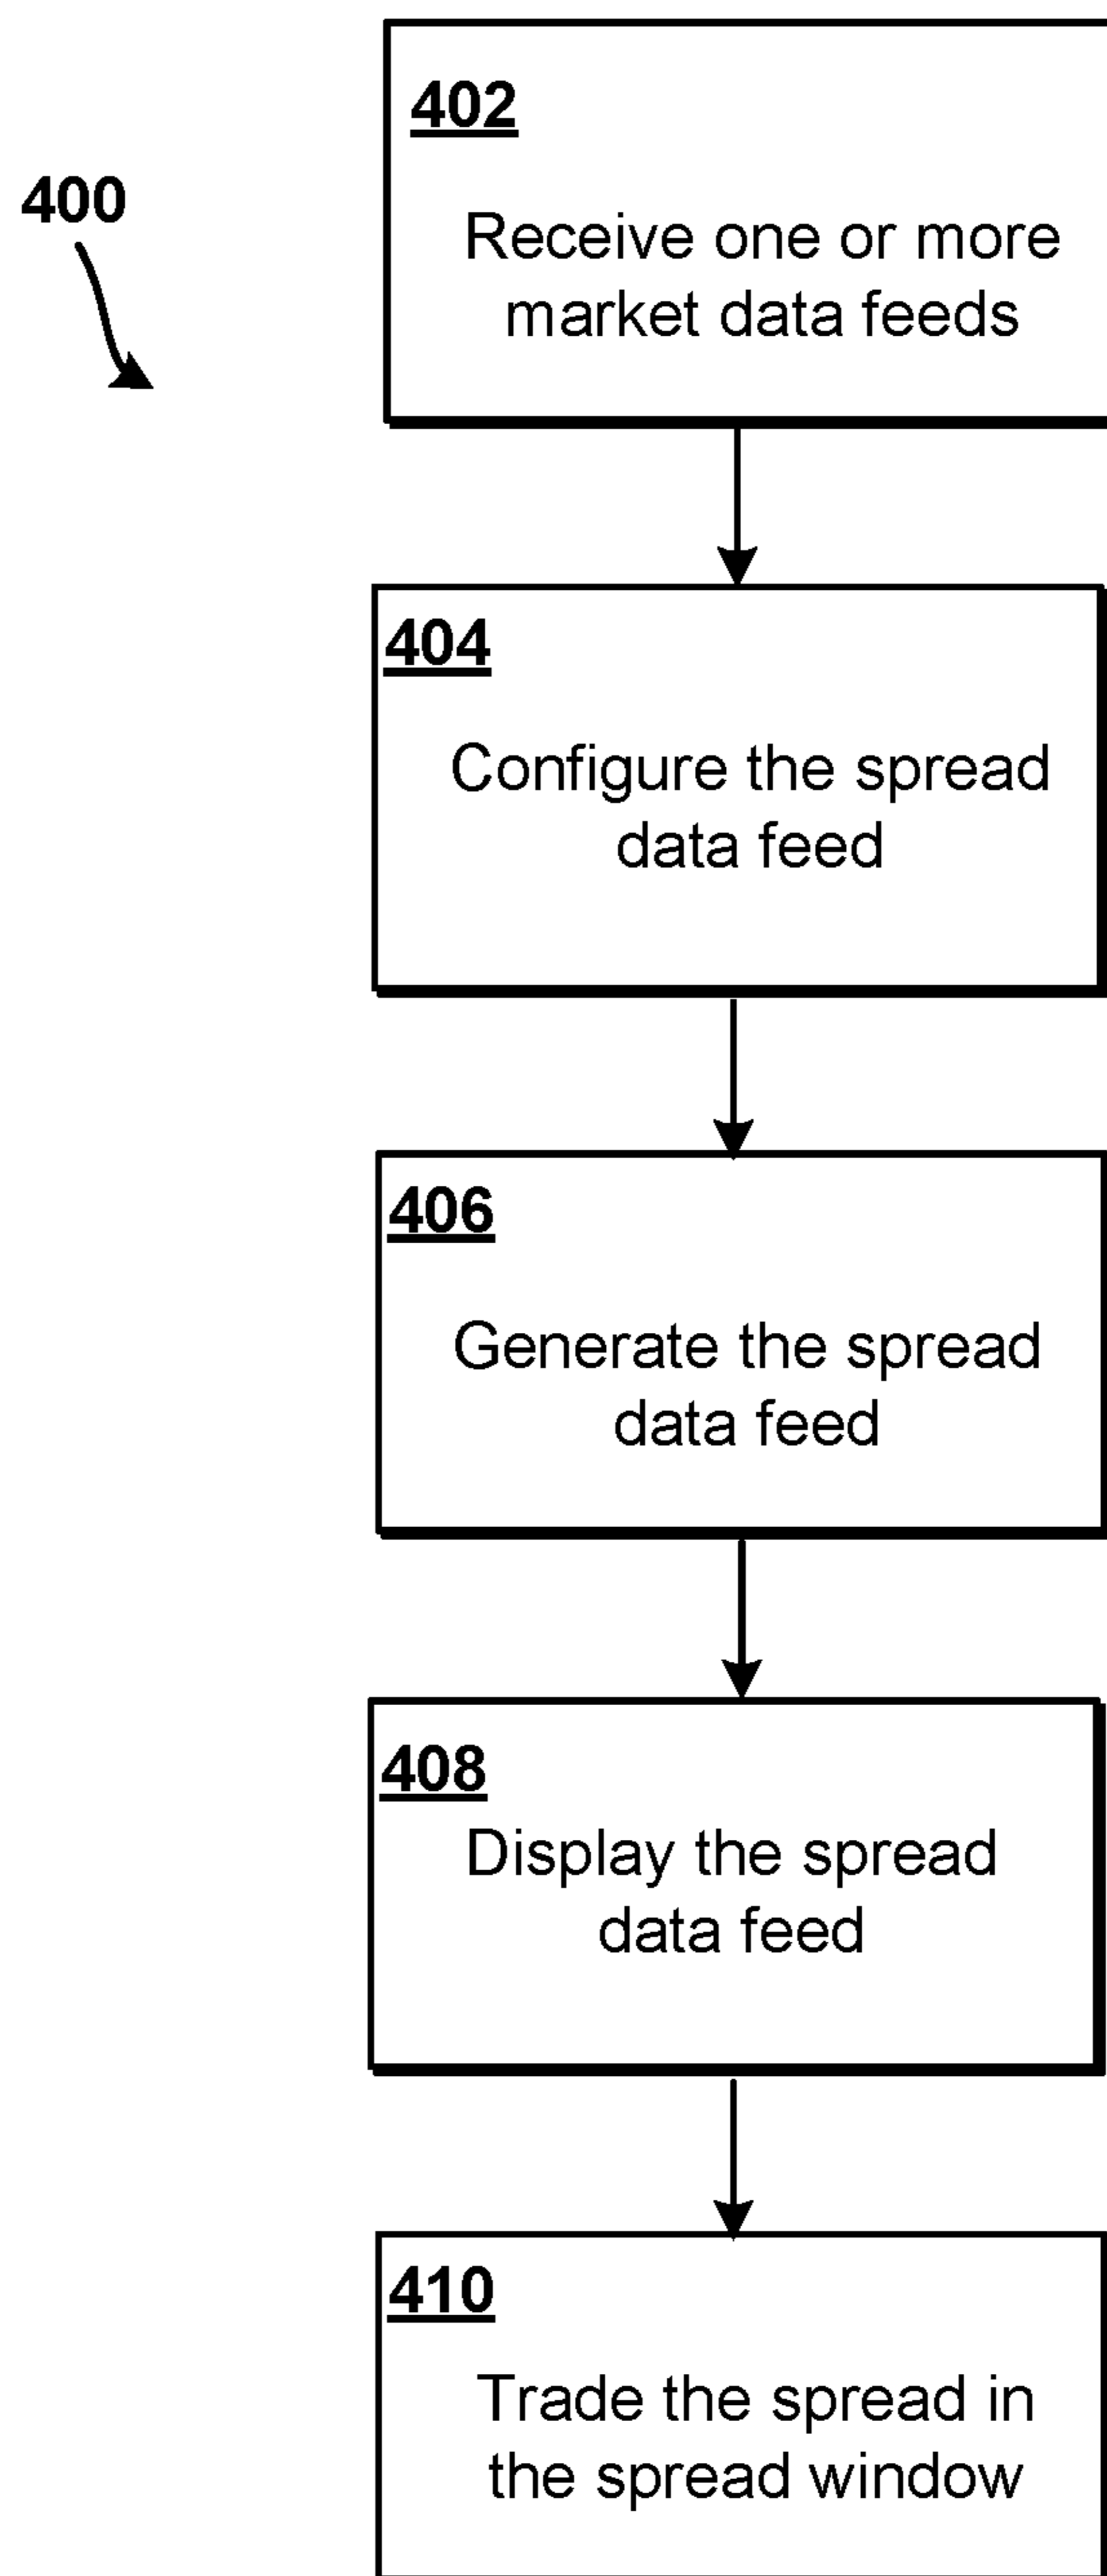 402
400
Receive one or more
market data feeds
404
Configure the spread
data feed
406
Generate the spread
data feed
408
Display the spread
data feed
410
Trade the spread in
the spread window